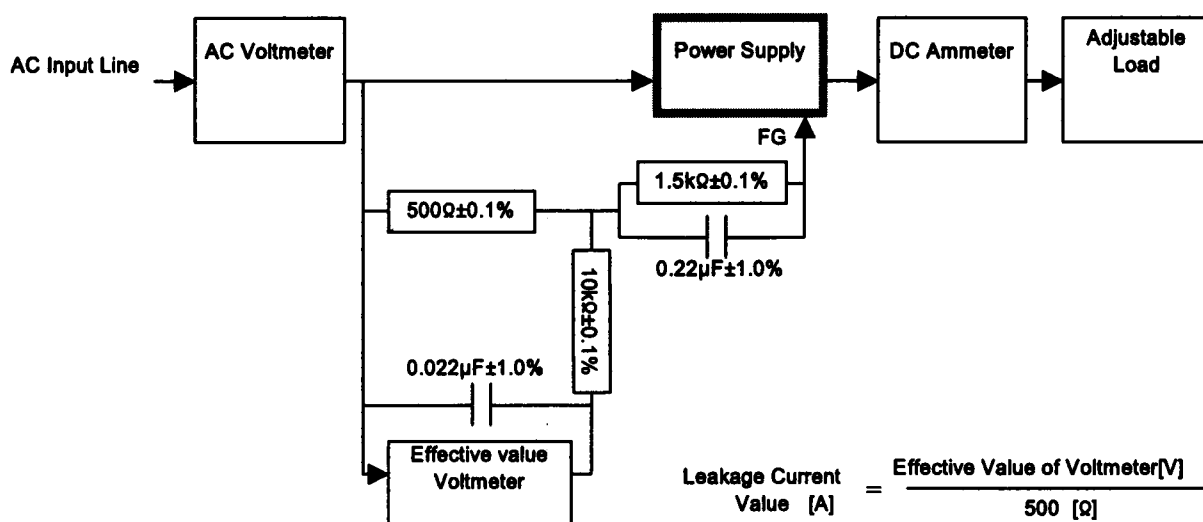 AC Input Line
AC Voltmeter
Power Supply
DC Ammeter
Adjustable
Load
FG
500Ω±0.1%
1.5kΩ±0.1%
0.22µF±1.0%
10kΩ±0.1%
0.022µF±1.0%
Effective value
Voltmeter
Leakage Current
Value [A]
=
Effective Value of Voltmeter[V]
500 [Ω]